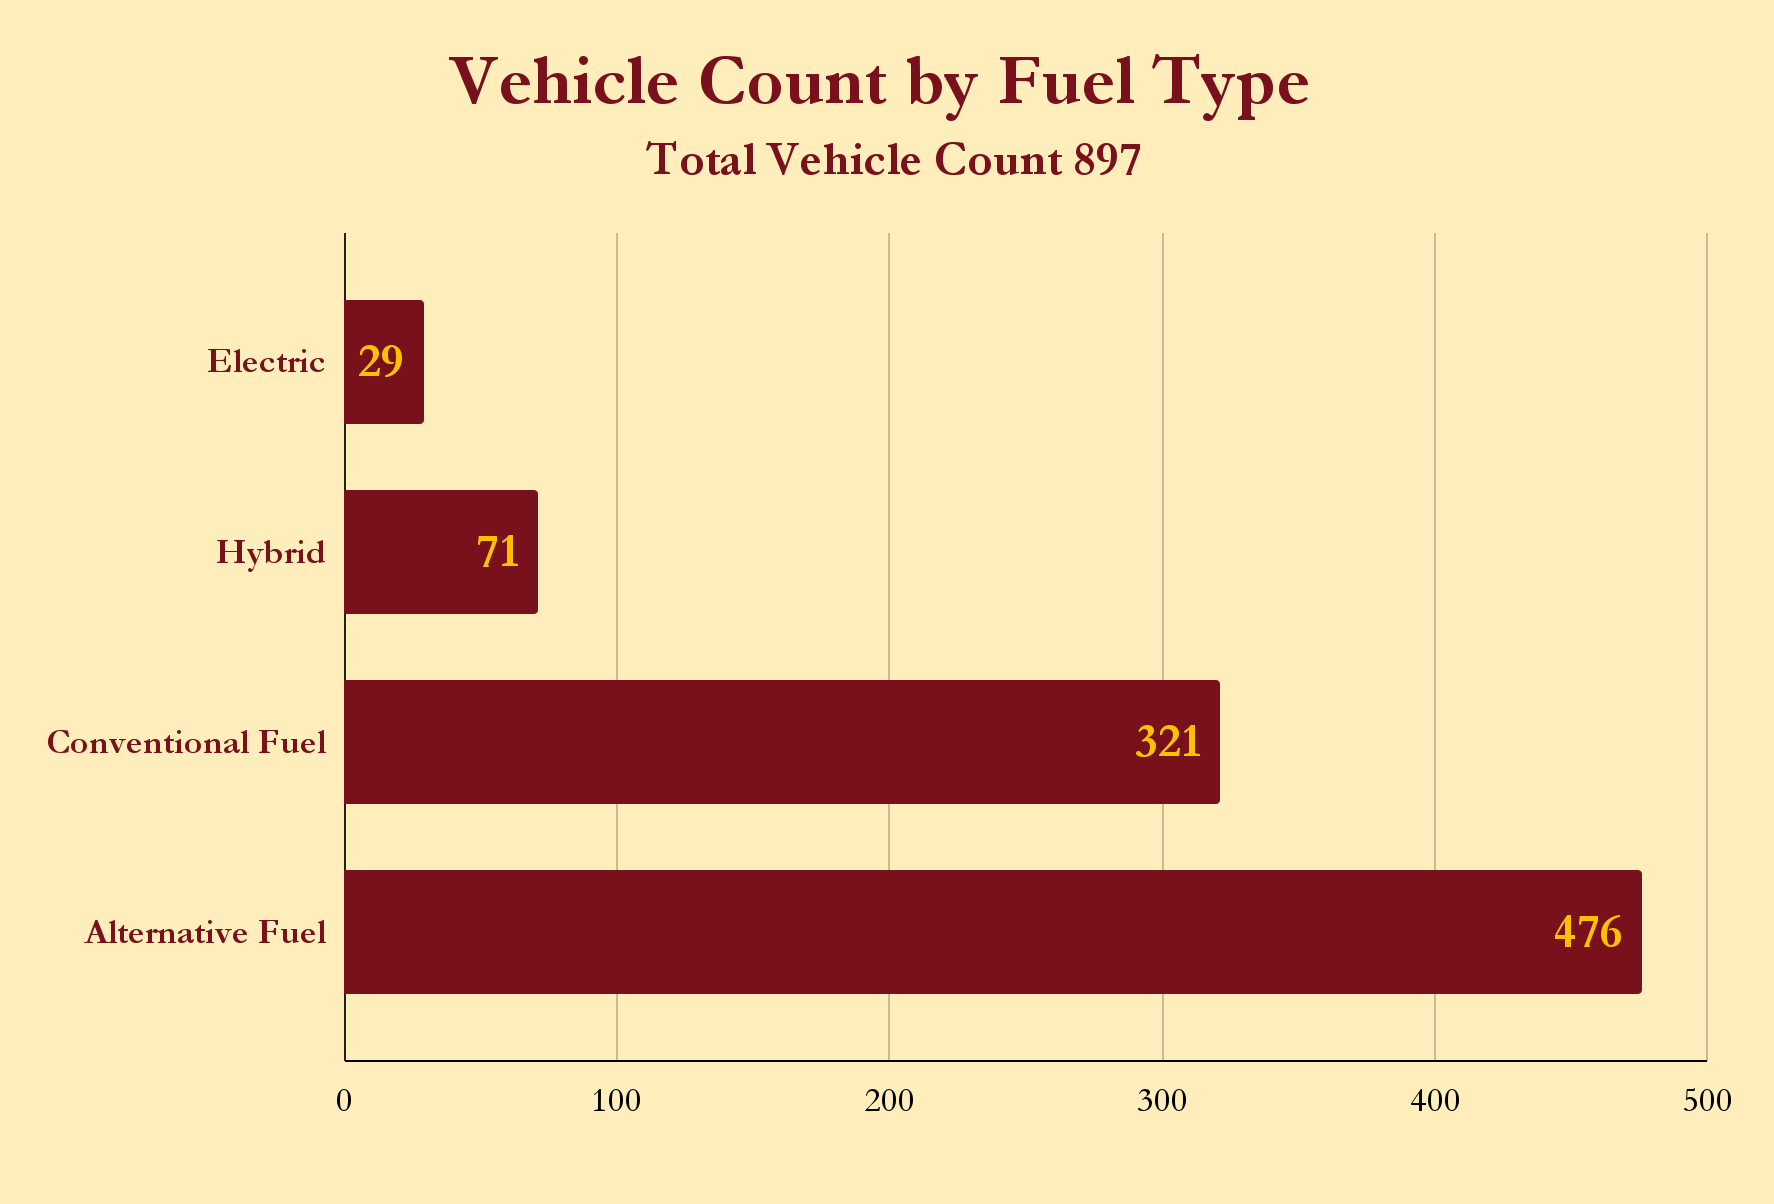 Vehicle Count by Fuel Type
Total Vehicle Count 897
Electric 29
Hybrid 71
Conventional Fuel 321
Alternative Fuel 476
0 100 200 300 400 500